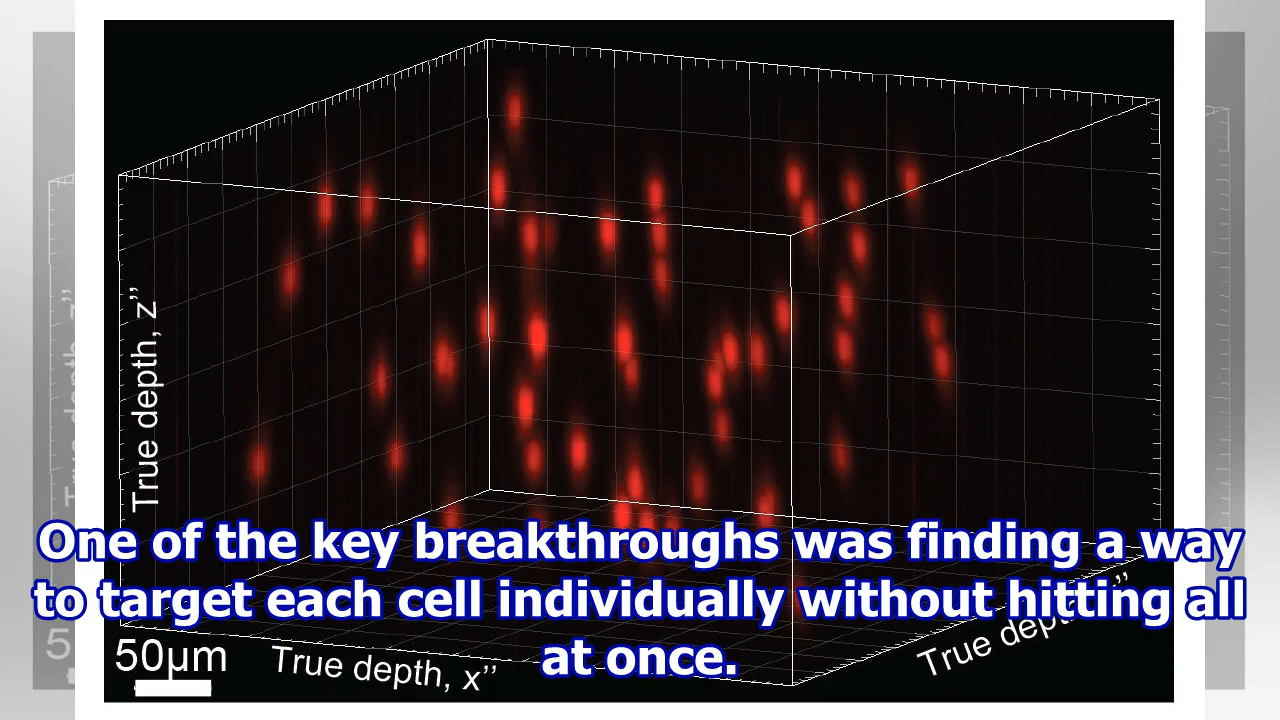 True depth, z’’
One of the key breakthroughs was finding a way
to target each cell individually without hitting all
at once.
50μm
True depth, x’’
True